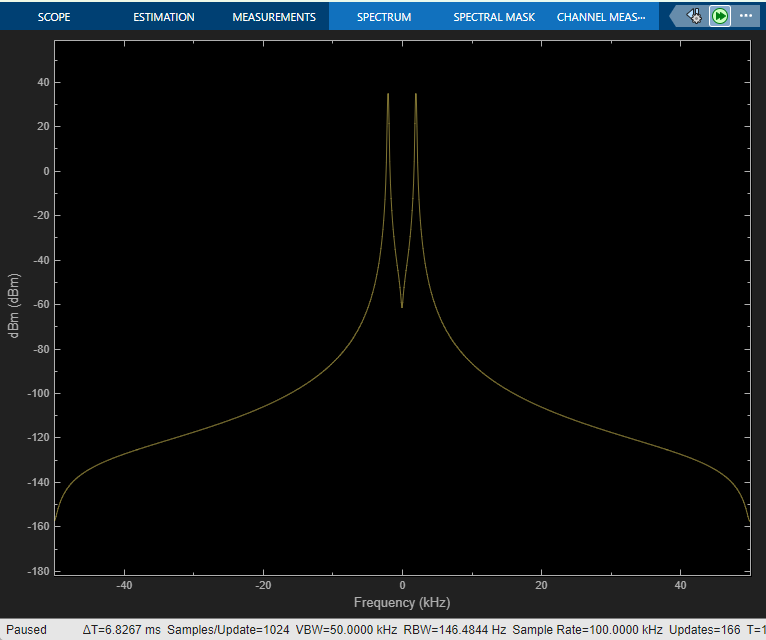 SCOPE ESTIMATION MEASUREMENTS SPECTRUM SPECTRAL MASK CHANNEL MEAS···
40
20
0
-20
-40
-60
-80
-100
-120
-140
-160
-180
dBm (dBm)
-40 -20 0 20 40
Frequency (kHz)
Paused ΔT=6.8267 ms Samples/Update=1024 VBW=50.0000 kHz RBW=146.4844 Hz Sample Rate=100.0000 kHz Updates=166 T=1